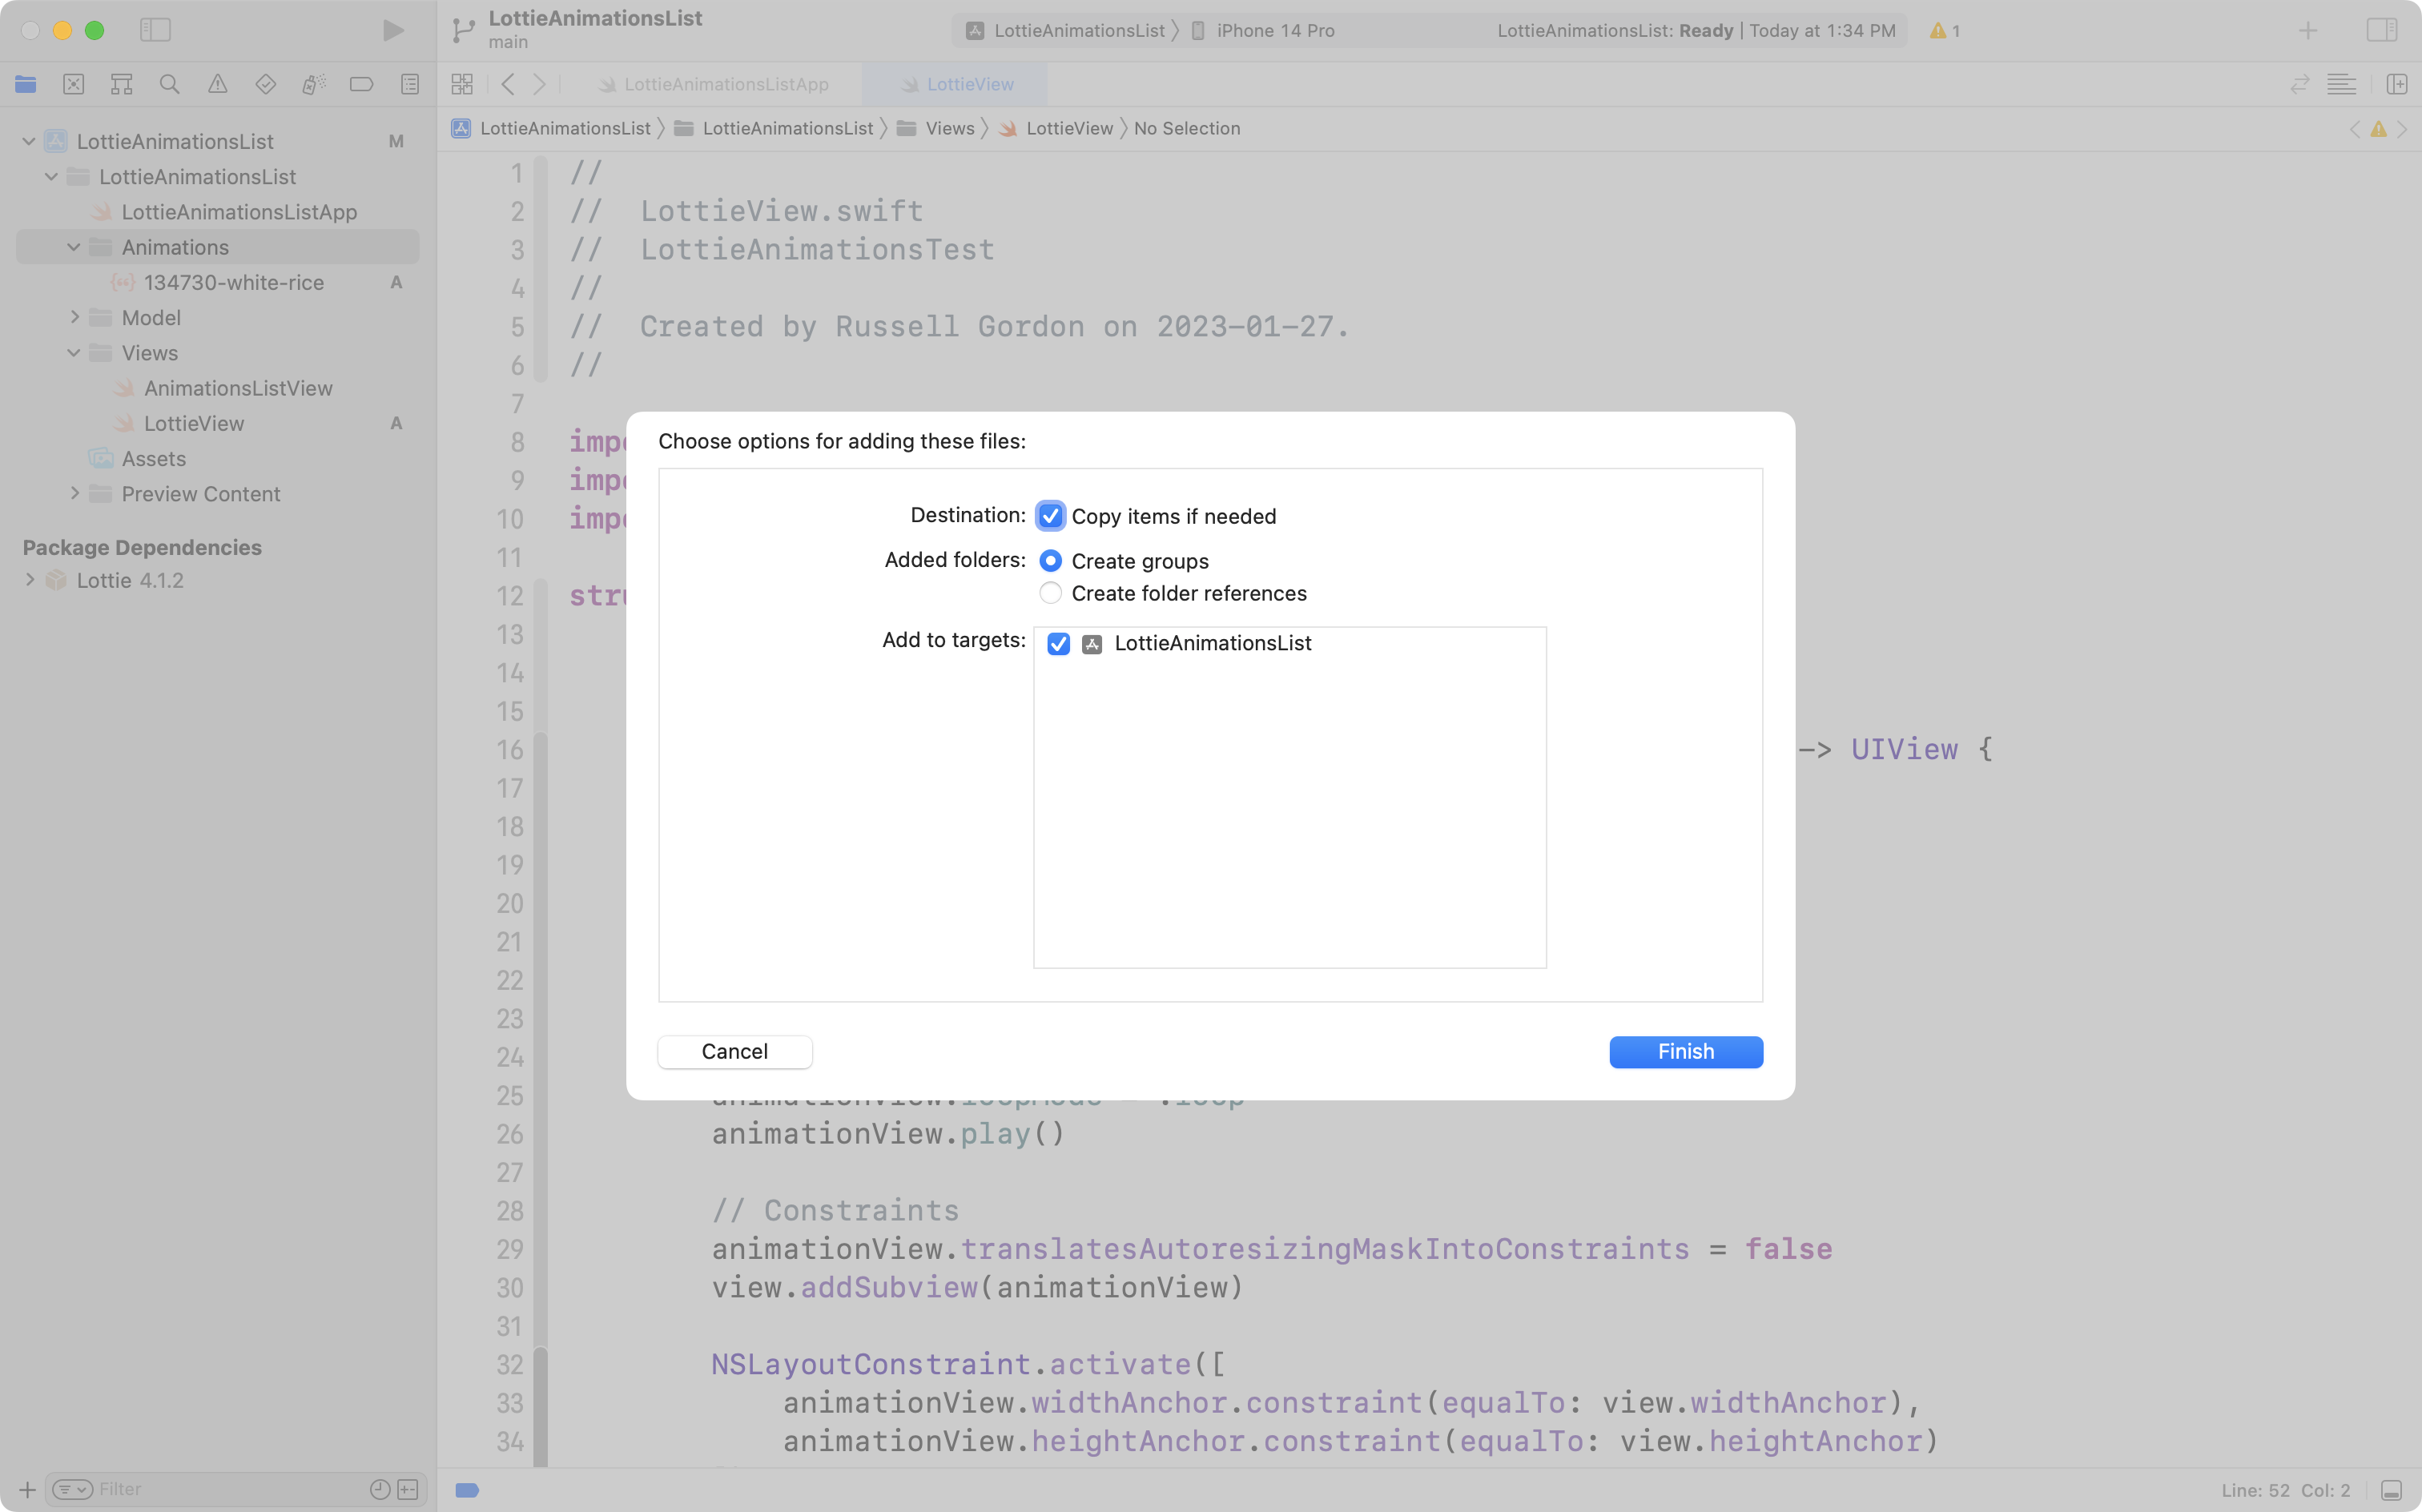 LottieAnimationsList
main
LottieAnimationsList
iPhone 14 Pro
LottieAnimationsList: Ready | Today at 1:34 PM
1
LottieAnimationsListApp
LottieView
LottieAnimationsList
LottieAnimationsList
Views
LottieView
No Selection
LottieAnimationsList M
LottieAnimationsList
LottieAnimationsListApp
Animations
134730-white-rice A
Model
Views
AnimationsListView
LottieView A
Assets
Preview Content
Package Dependencies
Lottie 4.1.2
Filter
1 //
2 //  LottieView.swift
3 //  LottieAnimationsTest
4 //
5 //  Created by Russell Gordon on 2023-01-27.
6 //
7
8
9
10
11
12
13
14
15
16 -> UIView {
17
18
19
20
21
22
23
24
25
26 animationView.play()
27
28 // Constraints
29 animationView.translatesAutoresizingMaskIntoConstraints = false
30 view.addSubview(animationView)
31
32 NSLayoutConstraint.activate([
33 animationView.widthAnchor.constraint(equalTo: view.widthAnchor),
34 animationView.heightAnchor.constraint(equalTo: view.heightAnchor)
Choose options for adding these files:
Destination: Copy items if needed
Added folders: Create groups
Create folder references
Add to targets: LottieAnimationsList
Cancel
Finish
Line: 52 Col: 2